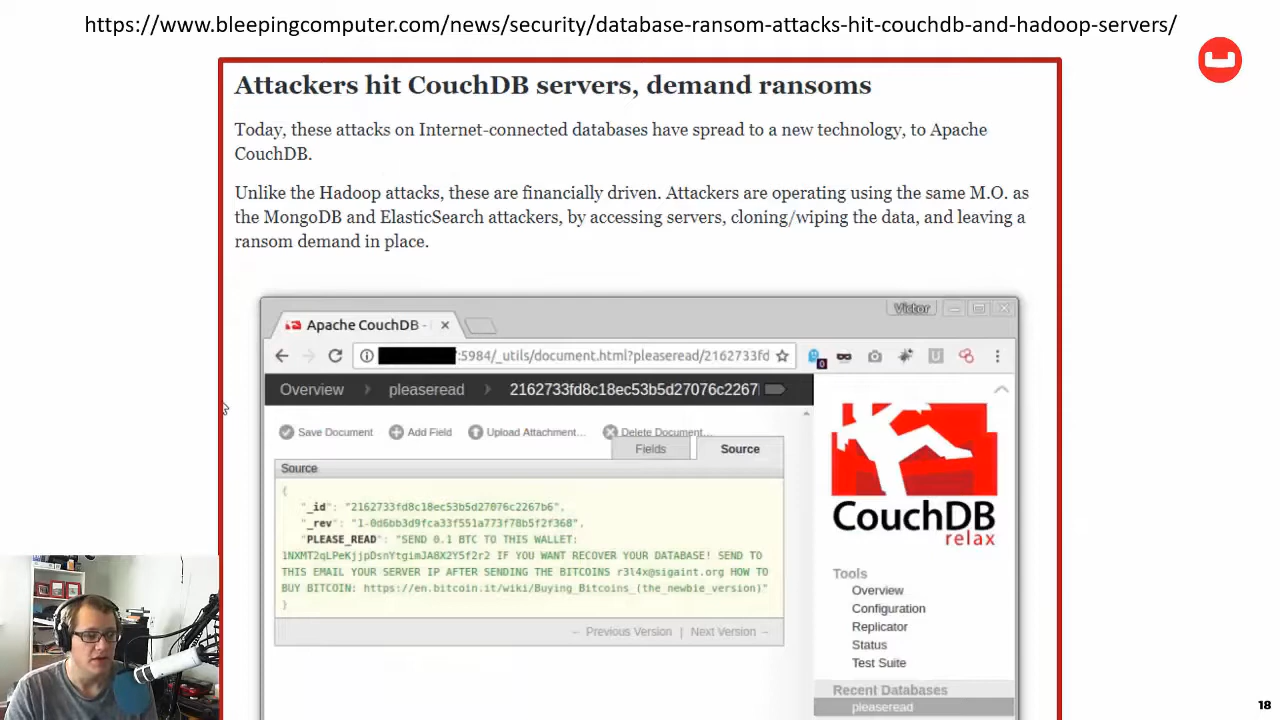 https://www.bleepingcomputer.com/news/security/database-ransom-attacks-hit-couchdb-and-hadoop-servers/
Attackers hit CouchDB servers, demand ransoms
Today, these attacks on Internet-connected databases have spread to a new technology, to Apache
CouchDB.
Unlike the Hadoop attacks, these are financially driven. Attackers are operating using the same M.O. as
the MongoDB and ElasticSearch attackers, by accessing servers, cloning/wiping the data, and leaving a
ransom demand in place.
Victor
Apache CouchDB -
:5984/_utils/document.html?pleaseread/2162733fd
0
Overview
pleaseread
2162733fd8c18ec53b5d27076c2267
Save Document
Add Field
Upload Attachment...
Delete Document...
Fields
Source
Source
{
"_id": "2162733fd8c18ec53b5d27076c2267b6",
"_rev": "1-0d6bb3d9fca33f551a773f78b5f2f368",
"PLEASE_READ": "SEND 0.1 BTC TO THIS WALLET:
1NXMT2qLPeKjjpDsnYtgimJABX2Y5f2r2 IF YOU WANT RECOVER YOUR DATABASE! SEND TO
THIS EMAIL YOUR SERVER IP AFTER SENDING THE BITCOINS r3l4x@sigaint.org HOW TO
BUY BITCOIN: https://en.bitcoin.it/wiki/Buying_Bitcoins_(the_newbie_version)"
}
← Previous Version | Next Version →
CouchDB
relax
Tools
Overview
Configuration
Replicator
Status
Test Suite
Recent Databases
pleaseread
18